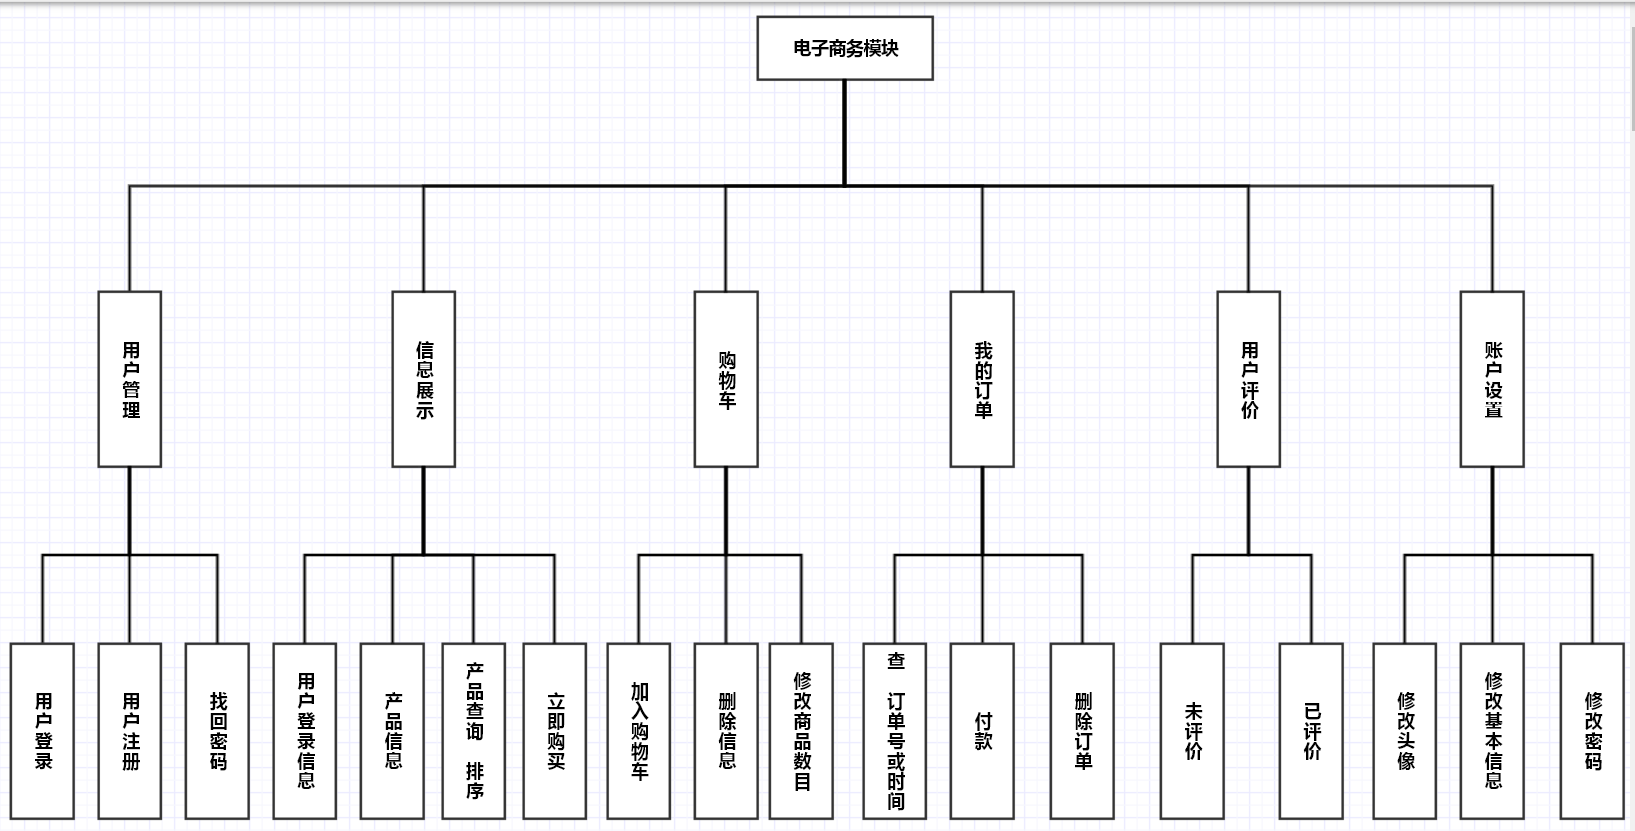 电子商务模块
用户管理
信息展示
购物车
我的订单
用户评价
账户设置
用户登录
用户注册
找回密码
用户登录信息
产品信息
产品查询 排序
立即购买
加入购物车
删除信息
修改商品数目
查 订单号或时间
付款
删除订单
未评价
已评价
修改头像
修改基本信息
修改密码